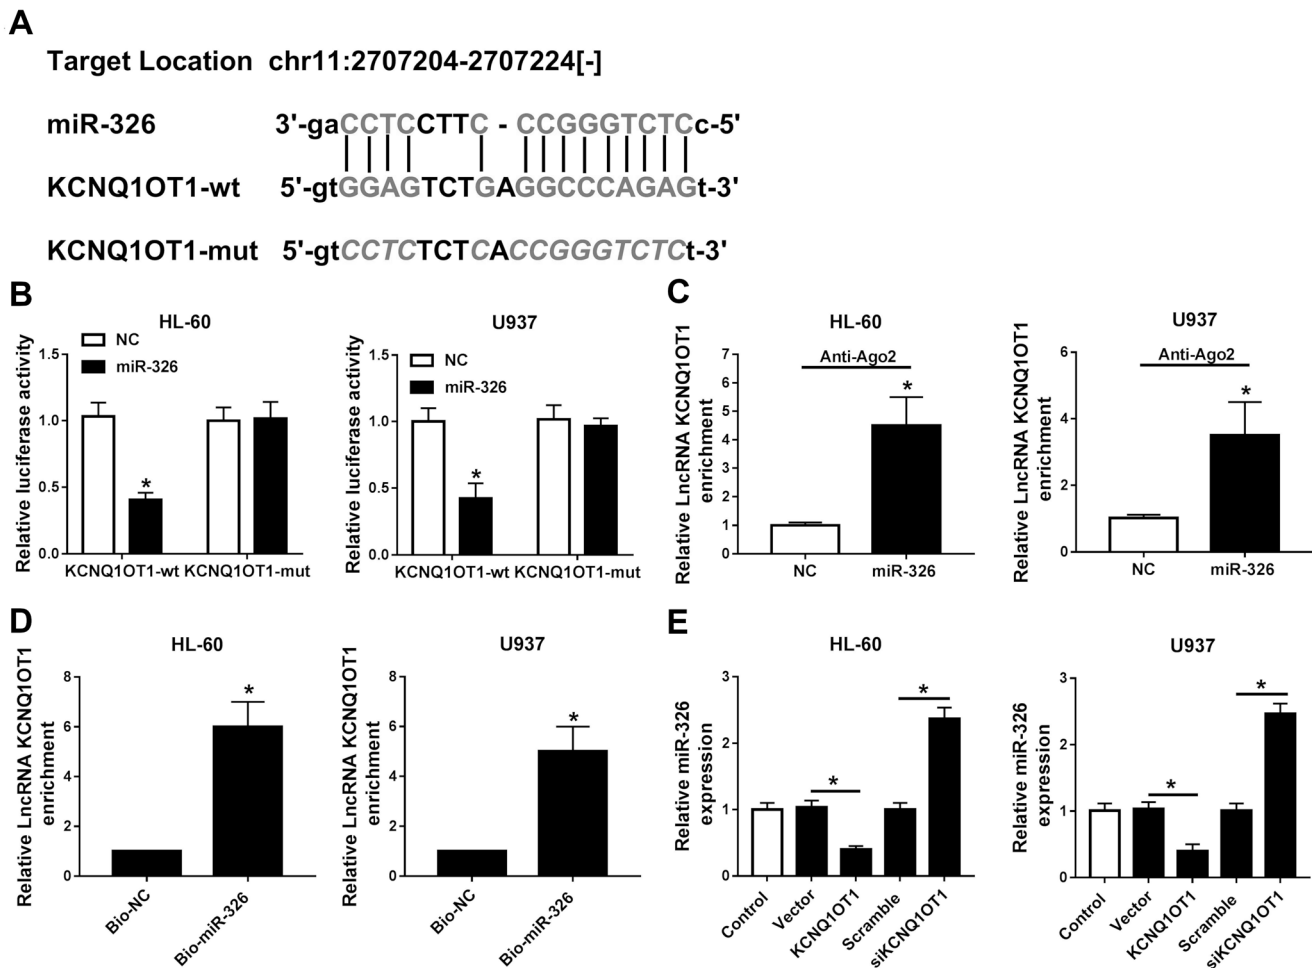 A
Target Location chr11:2707204-2707224[-]
miR-326 3'-gaCCTCCTTC - CCGGGTCTCc-5'
KCNQ1OT1-wt 5'-gtGGAGTCTGAGGCCCAGAGt-3'
KCNQ1OT1-mut 5'-gtCCTCTCTCACCGGGTCTCt-3'
B
HL-60
NC
miR-326
Relative luciferase activity
1.5
1.0
0.5
0.0
*
KCNQ1OT1-wt KCNQ1OT1-mut
U937
NC
miR-326
Relative luciferase activity
1.5
1.0
0.5
0.0
*
KCNQ1OT1-wt KCNQ1OT1-mut
C
HL-60
Anti-Ago2
Relative LncRNA KCNQ1OT1
enrichment
7
6
5
4
3
2
1
0
*
NC miR-326
U937
Anti-Ago2
Relative LncRNA KCNQ1OT1
enrichment
6
4
2
0
*
NC miR-326
D
HL-60
Relative LncRNA KCNQ1OT1
enrichment
8
6
4
2
0
*
Bio-NC
Bio-miR-326
U937
Relative LncRNA KCNQ1OT1
enrichment
8
6
4
2
0
*
Bio-NC
Bio-miR-326
E
HL-60
Relative miR-326
expression
3
2
1
0
*
*
Control
Vector
KCNQ1OT1
Scramble
siKCNQ1OT1
U937
Relative miR-326
expression
3
2
1
0
*
*
Control
Vector
KCNQ1OT1
Scramble
siKCNQ1OT1